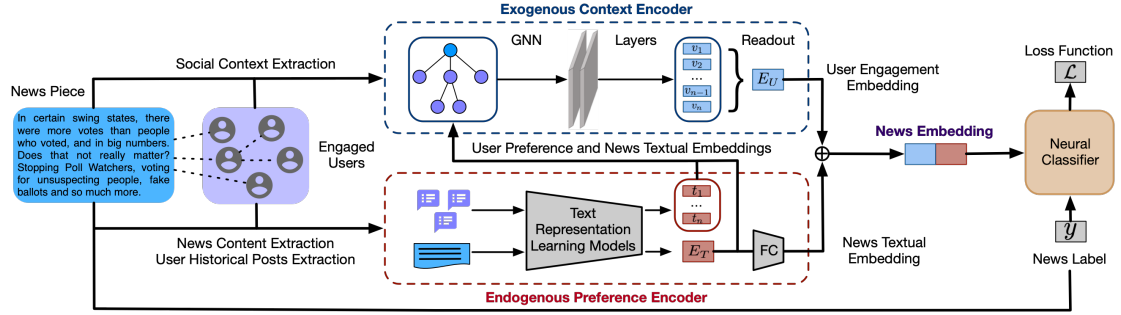 Exogenous Context Encoder
GNN
Layers
Readout
v1
v2
...
vn−1
vn
EU
Social Context Extraction
News Piece
In certain swing states, there
were more votes than people
who voted, and in big numbers.
Does that not really matter?
Stopping Poll Watchers, voting
for unsuspecting people, fake
ballots and so much more.
Engaged
Users
User Engagement
Embedding
Loss Function
ℒ
News Embedding
Neural
Classifier
User Preference and News Textual Embeddings
⊕
News Content Extraction
User Historical Posts Extraction
Text
Representation
Learning Models
t1
...
tn
ET
FC
News Textual
Embedding
y
News Label
Endogenous Preference Encoder